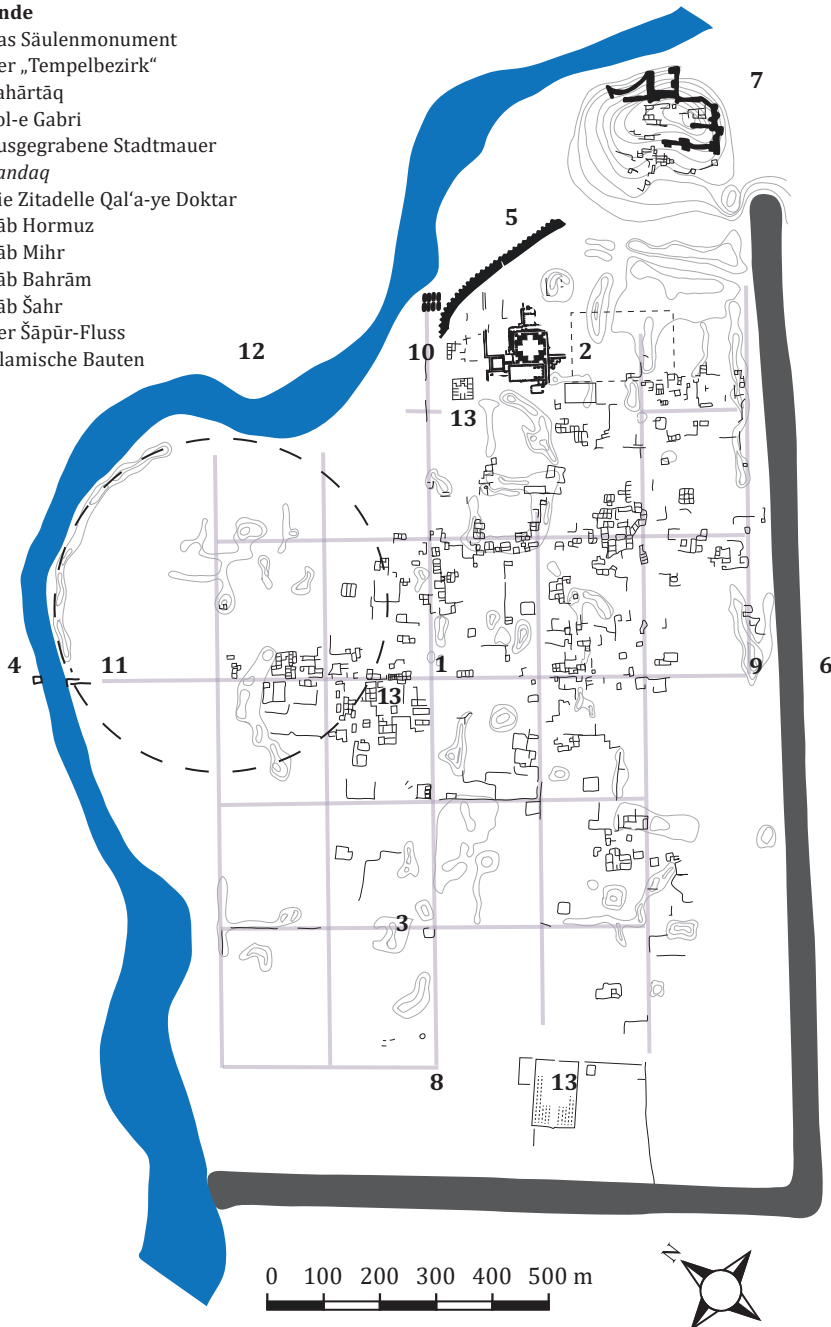 nde
as Säulenmonument
er „Tempelbezirk“
ahārtāq
ol-e Gabri
usgegrabene Stadtmauer
andaq
ie Zitadelle Qal‘a-ye Doktar
āb Hormuz
āb Mihr
āb Bahrām
āb Šahr
er Šāpūr-Fluss
lamische Bauten
7
5
12
10
2
13
4
11
1
9
6
13
3
8
13
N
0 100 200 300 400 500 m